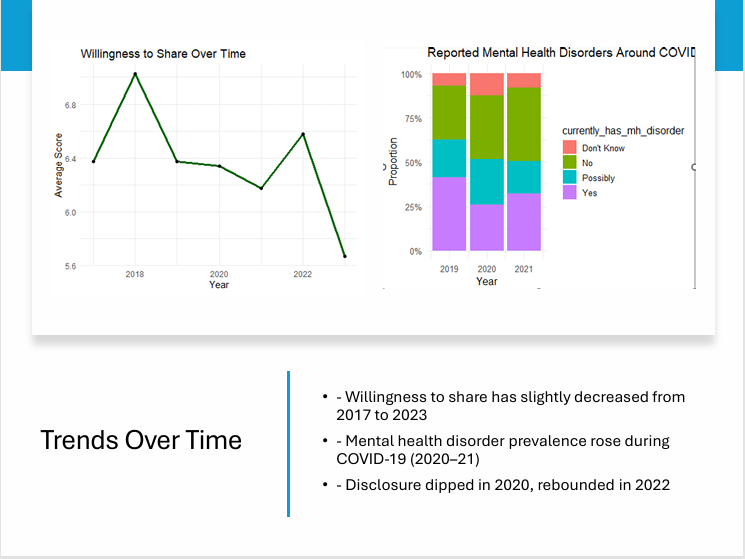 Willingness to Share Over Time
Average Score
6.8
6.4
6.0
5.6
2018
2020
2022
Year
Reported Mental Health Disorders Around COVID
Proportion
100%
75%
50%
25%
0%
2019
2020
2021
Year
currently_has_mh_disorder
Don't Know
No
Possibly
Yes
Trends Over Time
• - Willingness to share has slightly decreased from
2017 to 2023
• - Mental health disorder prevalence rose during
COVID-19 (2020–21)
• - Disclosure dipped in 2020, rebounded in 2022